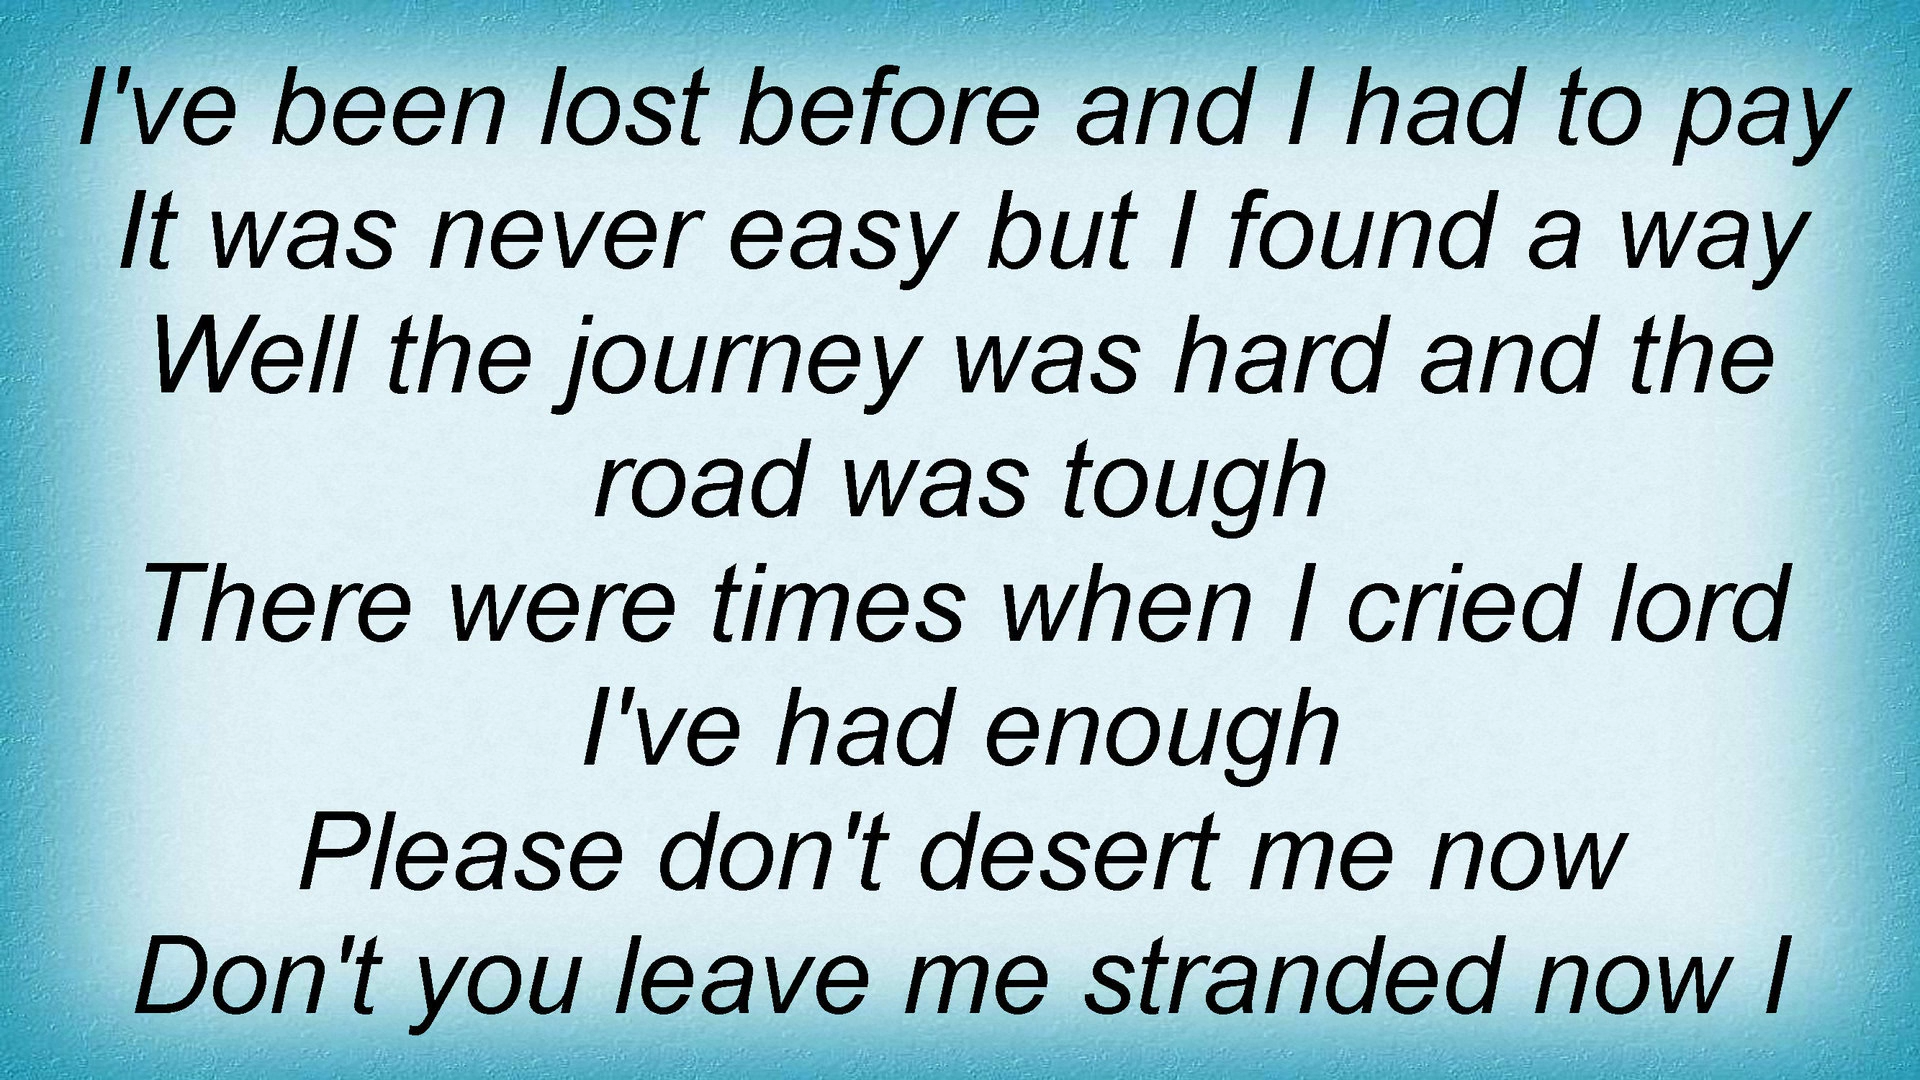 I've been lost before and I had to pay
It was never easy but I found a way
Well the journey was hard and the
road was tough
There were times when I cried lord
I've had enough
Please don't desert me now
Don't you leave me stranded now I